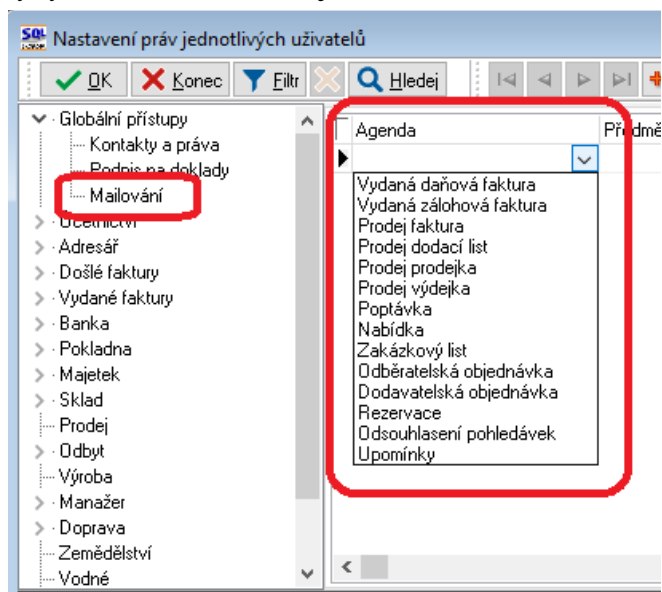 SQL
Nastavení práv jednotlivých uživatelů
OK Konec Filtr Hledej
Globální přístupy
Kontakty a práva
Podpis na doklady
Mailování
Účetnictví
Adresář
Došlé faktury
Vydané faktury
Banka
Pokladna
Majetek
Sklad
Prodej
Odbyt
Výroba
Manažer
Doprava
Zemědělství
Vodné
Agenda Předmě
Vydaná daňová faktura
Vydaná zálohová faktura
Prodej faktura
Prodej dodací list
Prodej prodejka
Prodej výdejka
Poptávka
Nabídka
Zakázkový list
Odběratelská objednávka
Dodavatelská objednávka
Rezervace
Odsouhlasení pohledávek
Upomínky